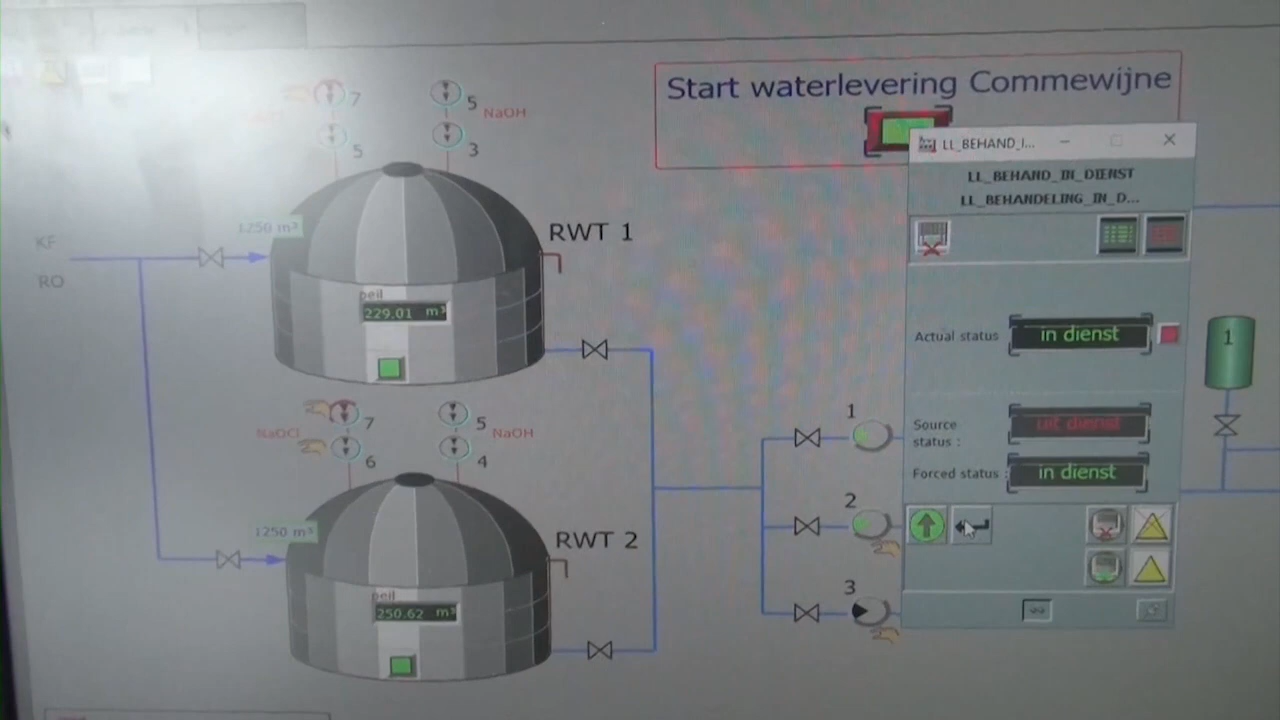 Start waterlevering Commewijne
7
5
NaOH
5
3
LL_BEHAND_I...
LL_BEHAND_IN_DIENST
LL_BEHANDELING_IN_D...
1250 m³
RWT 1
KF
RO
peil
229.01 m³
Actual status
in dienst
1
7
5
NaOCl
NaOH
6
4
1
Source
status :
uit dienst
Forced status :
in dienst
2
1250 m³
RWT 2
3
peil
250.62 m³